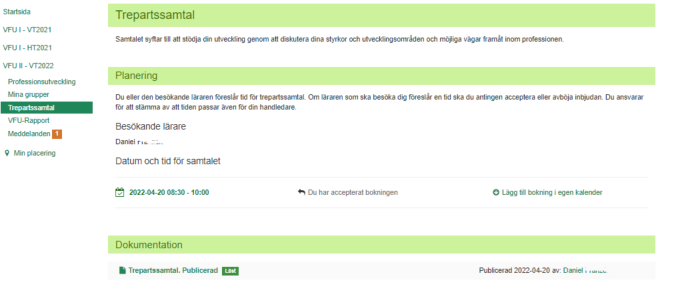 Startsida
VFU I - VT2021
VFU I - HT2021
VFU II - VT2022
Professionsutveckling
Mina grupper
Trepartssamtal
VFU-Rapport
Meddelanden 1
Min placering
Trepartssamtal
Samtalet syftar till att stödja din utveckling genom att diskutera dina styrkor och utvecklingsområden och möjliga vägar framåt inom professionen.
Planering
Du eller den besökande läraren föreslår tid för trepartssamtal. Om läraren som ska besöka dig föreslår en tid ska du antingen acceptera eller avböja inbjudan. Du ansvarar
för att stämma av att tiden passar även för din handledare.
Besökande lärare
Daniel
Datum och tid för samtalet
2022-04-20 08:30 - 10:00
Du har accepterat bokningen
Lägg till bokning i egen kalender
Dokumentation
Trepartssamtal. Publicerad Läst
Publicerad 2022-04-20 av: Daniel